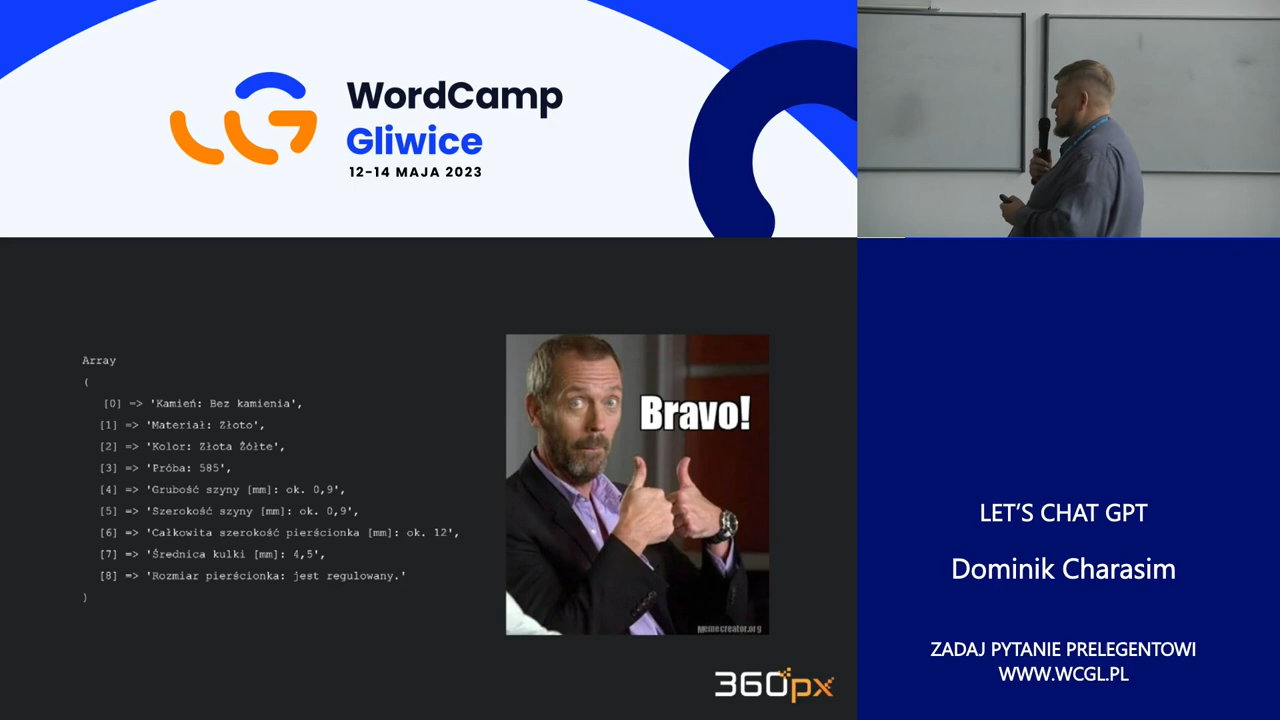 WordCamp
Gliwice
12-14 MAJA 2023
Array
(
[0] => 'Kamień: Bez kamienia',
[1] => 'Materiał: Złoto',
[2] => 'Kolor: Złota Żółte',
[3] => 'Próba: 585',
[4] => 'Grubość szyny [mm]: ok. 0,9',
[5] => 'Szerokość szyny [mm]: ok. 0,9',
[6] => 'Całkowita szerokość pierścionka [mm]: ok. 12',
[7] => 'Średnica kulki [mm]: 4,5',
[8] => 'Rozmiar pierścionka: jest regulowany.'
)
Bravo!
Memecreator.org
360px
LET'S CHAT GPT
Dominik Charasim
ZADAJ PYTANIE PRELEGENTOWI
WWW.WCGL.PL